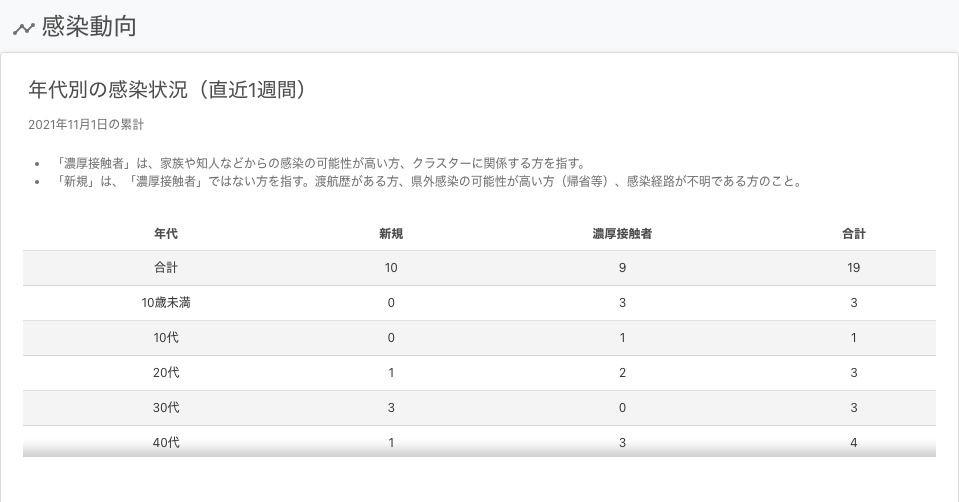 感染動向
年代別の感染状況（直近1週間）
2021年11月1日の累計
• 「濃厚接触者」は、家族や知人などからの感染の可能性が高い方、クラスターに関係する方を指す。
• 「新規」は、「濃厚接触者」ではない方を指す。渡航歴がある方、県外感染の可能性が高い方（帰省等）、感染経路が不明である方のこと。
年代 新規 濃厚接触者 合計
合計 10 9 19
10歳未満 0 3 3
10代 0 1 1
20代 1 2 3
30代 3 0 3
40代 1 3 4